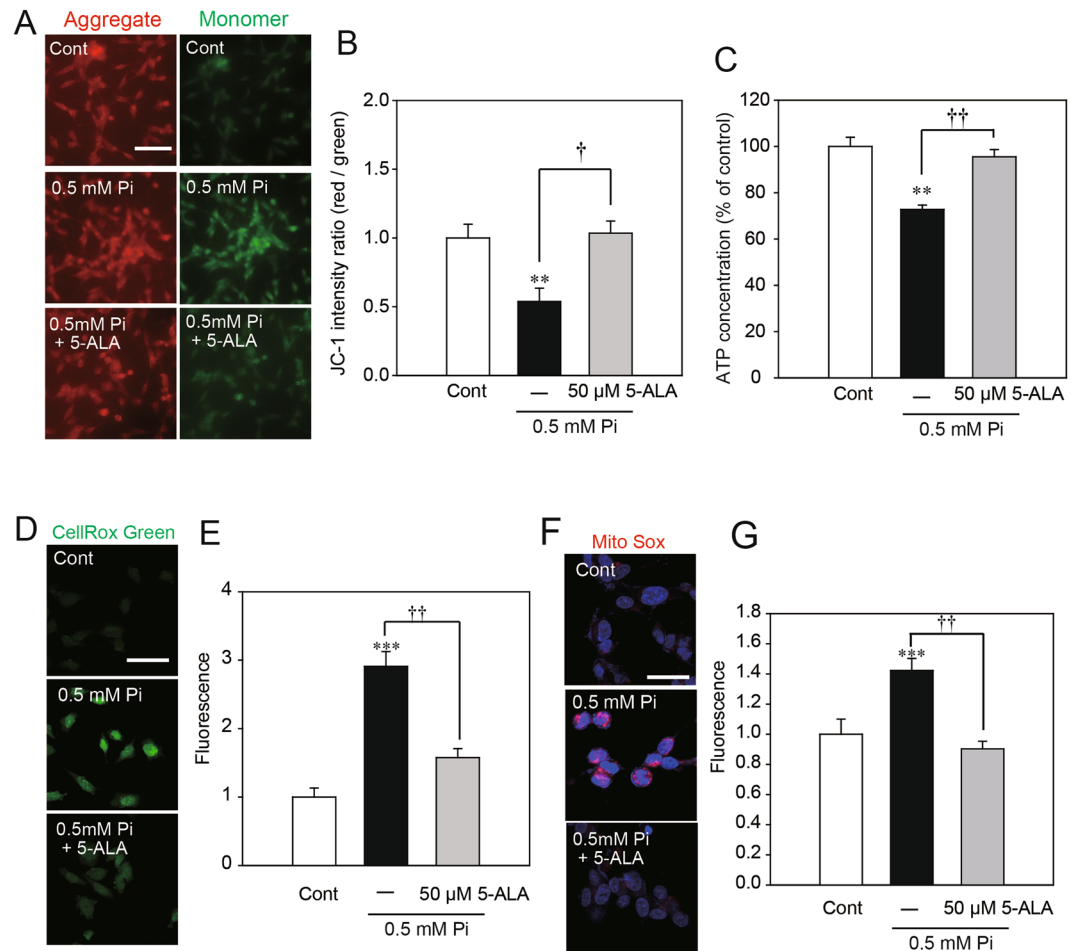 A
Aggregate
Monomer
Cont
Cont
0.5 mM Pi
0.5 mM Pi
0.5mM Pi
+ 5-ALA
0.5mM Pi
+ 5-ALA
B
JC-1 intensity ratio (red / green)
2.0
1.5
1.0
0.5
0.0
†
**
Cont
—
50 µM 5-ALA
0.5 mM Pi
C
ATP concentration (% of control)
120
100
80
60
40
20
0
††
**
Cont
—
50 µM 5-ALA
0.5 mM Pi
D
CellRox Green
Cont
0.5 mM Pi
0.5mM Pi
+ 5-ALA
E
Fluorescence
4
3
2
1
0
††
***
Cont
—
50 µM 5-ALA
0.5 mM Pi
F
Mito Sox
Cont
0.5 mM Pi
0.5mM Pi
+ 5-ALA
G
Fluorescence
1.8
1.6
1.4
1.2
1.0
0.8
0.6
0.4
0.2
0.0
††
***
Cont
—
50 µM 5-ALA
0.5 mM Pi